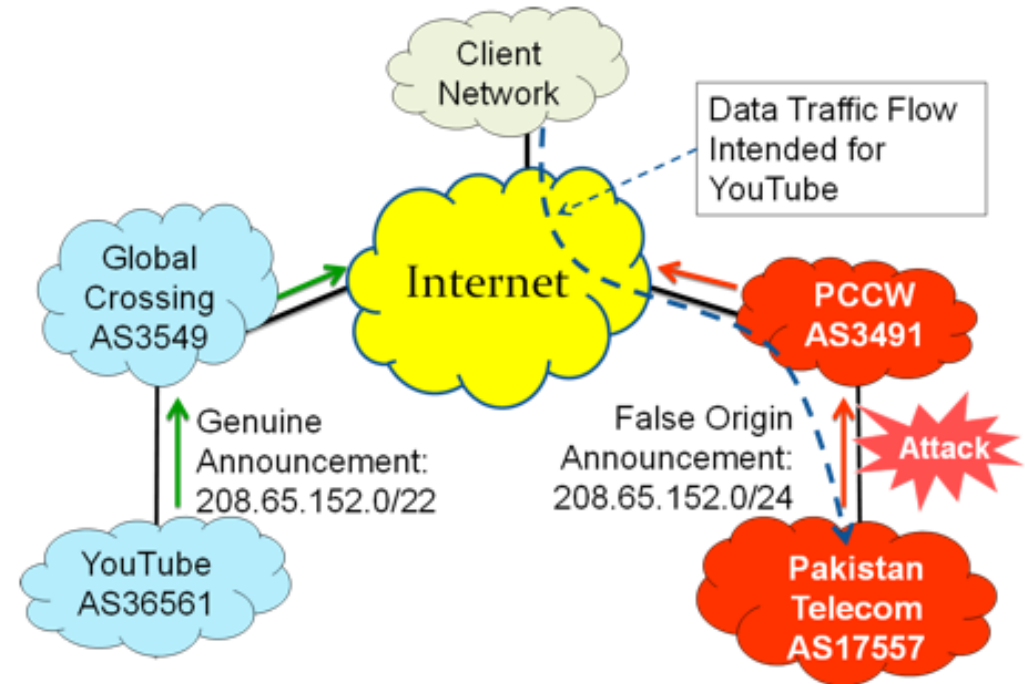 Client
Network
Data Traffic Flow
Intended for
YouTube
Global
Crossing
AS3549
Internet
PCCW
AS3491
Genuine
Announcement:
208.65.152.0/22
False Origin
Announcement:
208.65.152.0/24
Attack
YouTube
AS36561
Pakistan
Telecom
AS17557